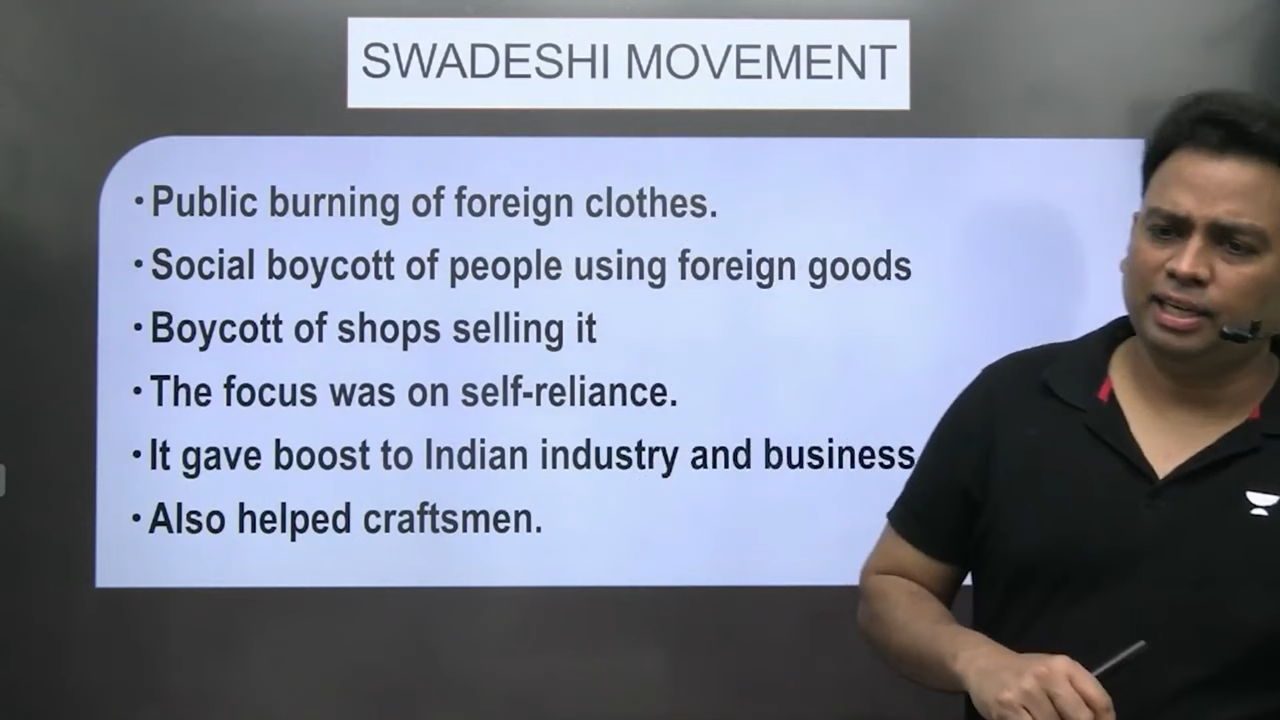 SWADESHI MOVEMENT
• Public burning of foreign clothes.
• Social boycott of people using foreign goods
• Boycott of shops selling it
• The focus was on self-reliance.
• It gave boost to Indian industry and business
• Also helped craftsmen.